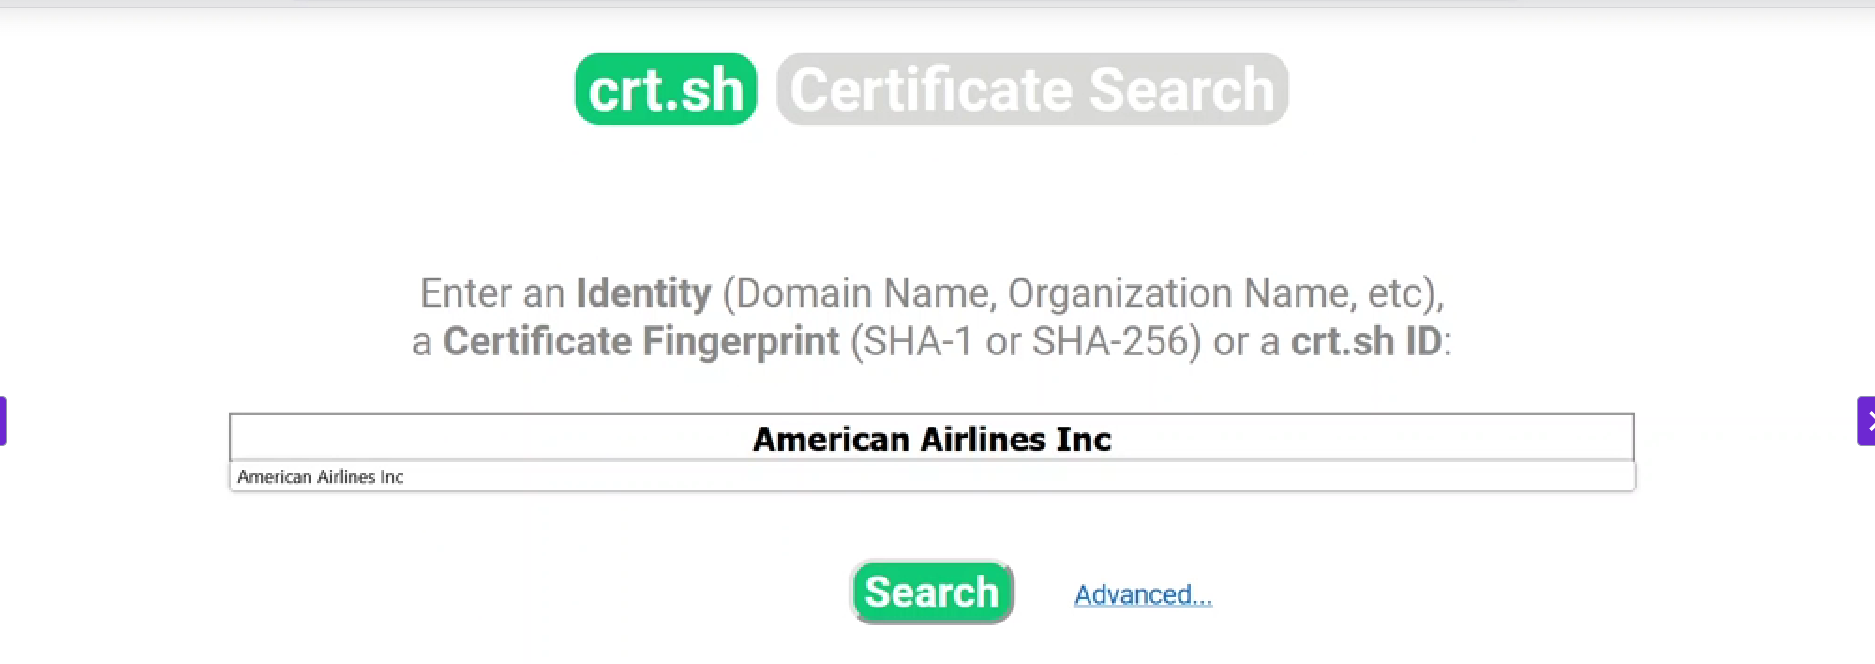 crt.sh Certificate Search
Enter an Identity (Domain Name, Organization Name, etc),
a Certificate Fingerprint (SHA-1 or SHA-256) or a crt.sh ID:
American Airlines Inc
American Airlines Inc
Search Advanced...